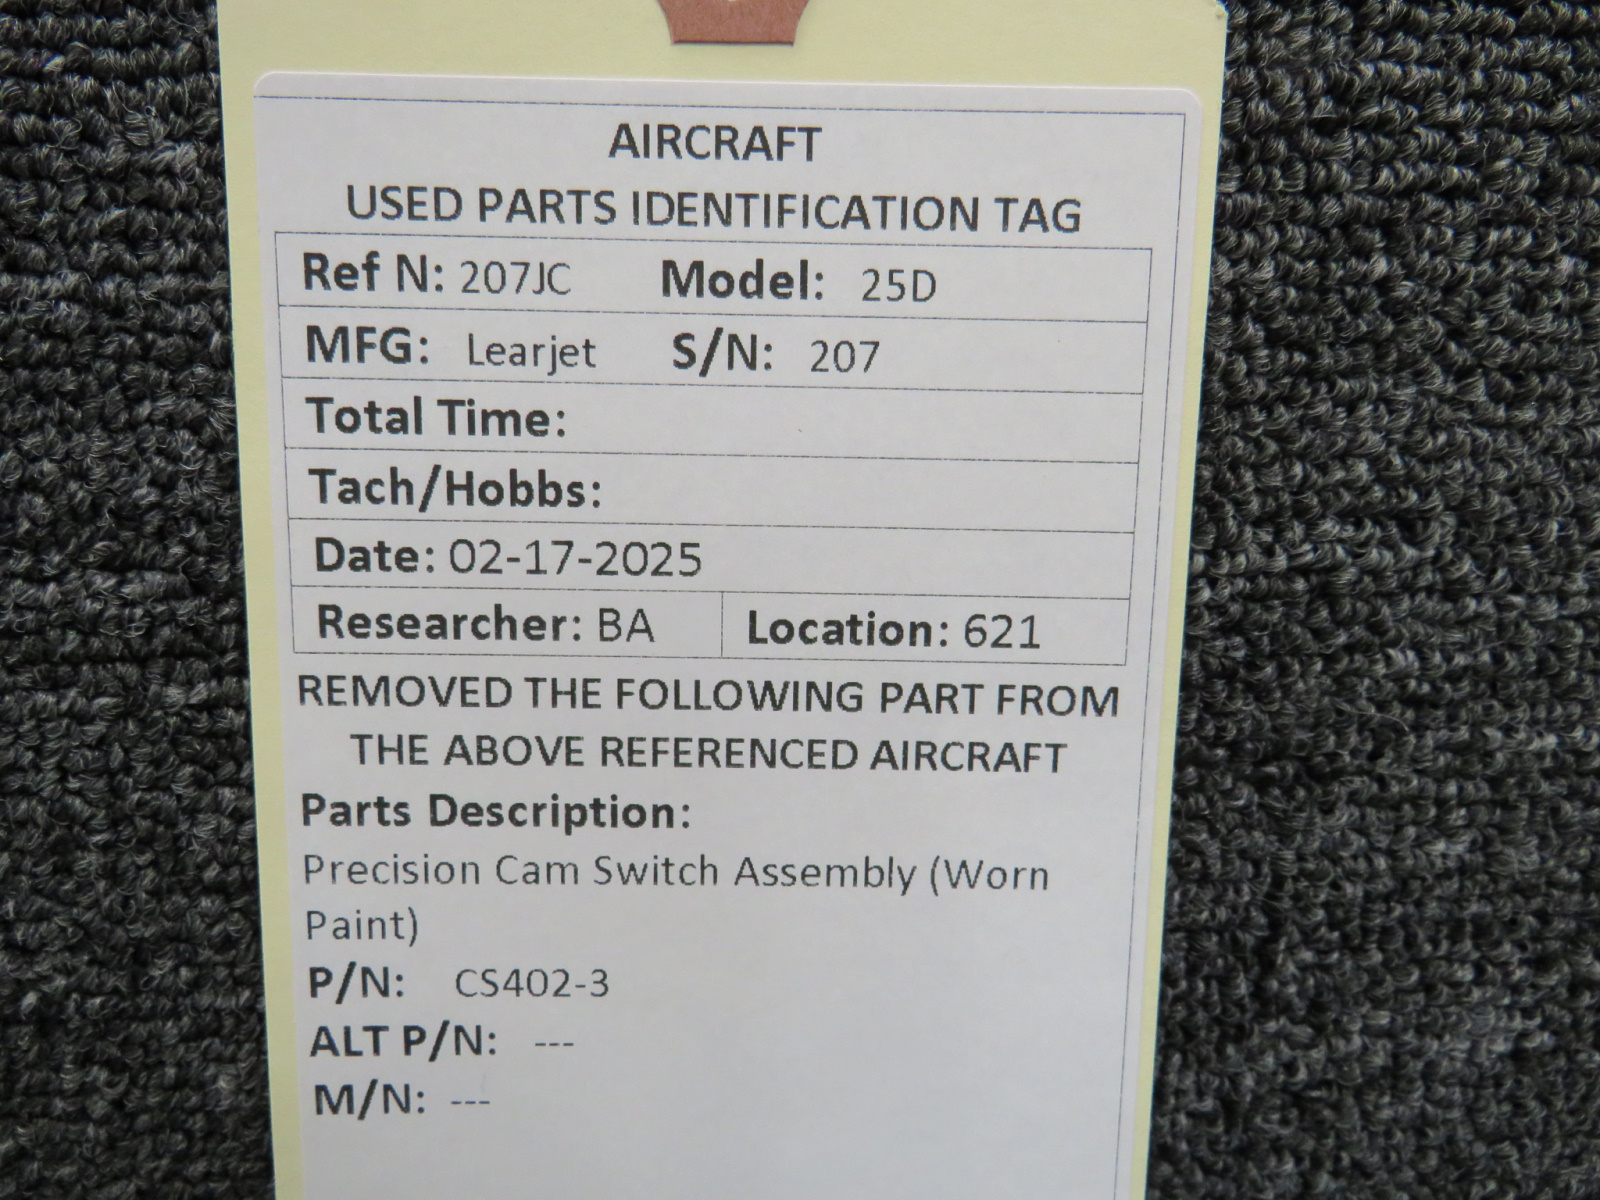 AIRCRAFT
USED PARTS IDENTIFICATION TAG
Ref N: 207JC Model: 25D
MFG: Learjet S/N: 207
Total Time:
Tach/Hobbs:
Date: 02-17-2025
Researcher: BA Location: 621
REMOVED THE FOLLOWING PART FROM
THE ABOVE REFERENCED AIRCRAFT
Parts Description:
Precision Cam Switch Assembly (Worn
Paint)
P/N: CS402-3
ALT P/N: ---
M/N: ---